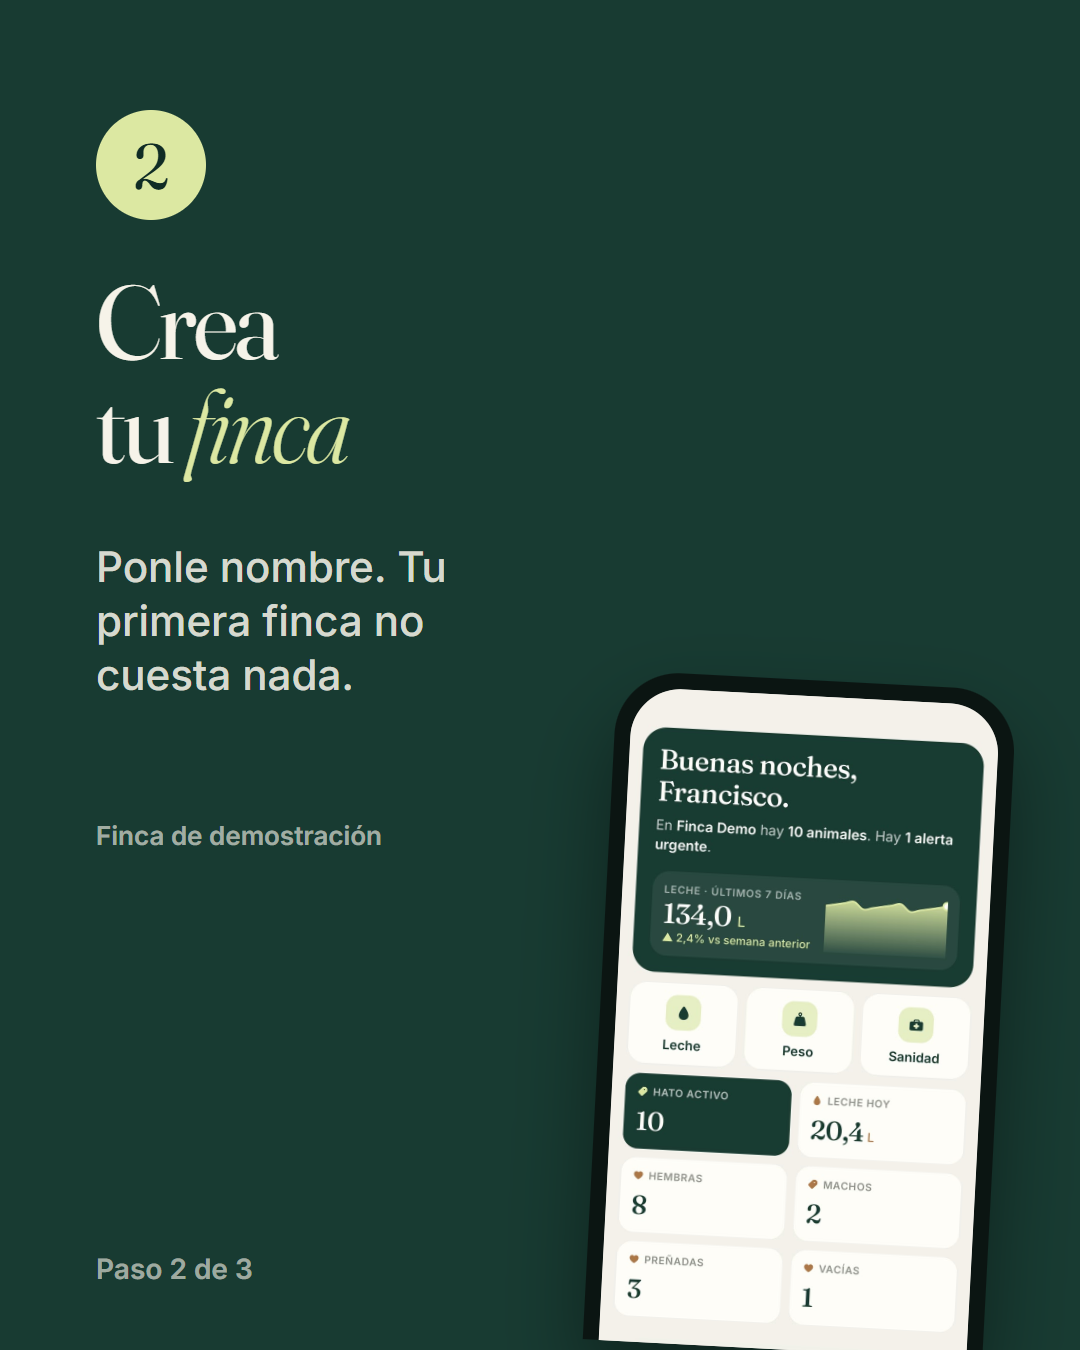 2
Crea
tu finca
Ponle nombre. Tu
primera finca no
cuesta nada.
Finca de demostración
Paso 2 de 3
Buenas noches,
Francisco.
En Finca Demo hay 10 animales. Hay 1 alerta
urgente.
LECHE · ÚLTIMOS 7 DÍAS
134,0 L
▲ 2,4% vs semana anterior
Leche
Peso
Sanidad
HATO ACTIVO
10
LECHE HOY
20,4 L
HEMBRAS
8
MACHOS
2
PREÑADAS
3
VACÍAS
1